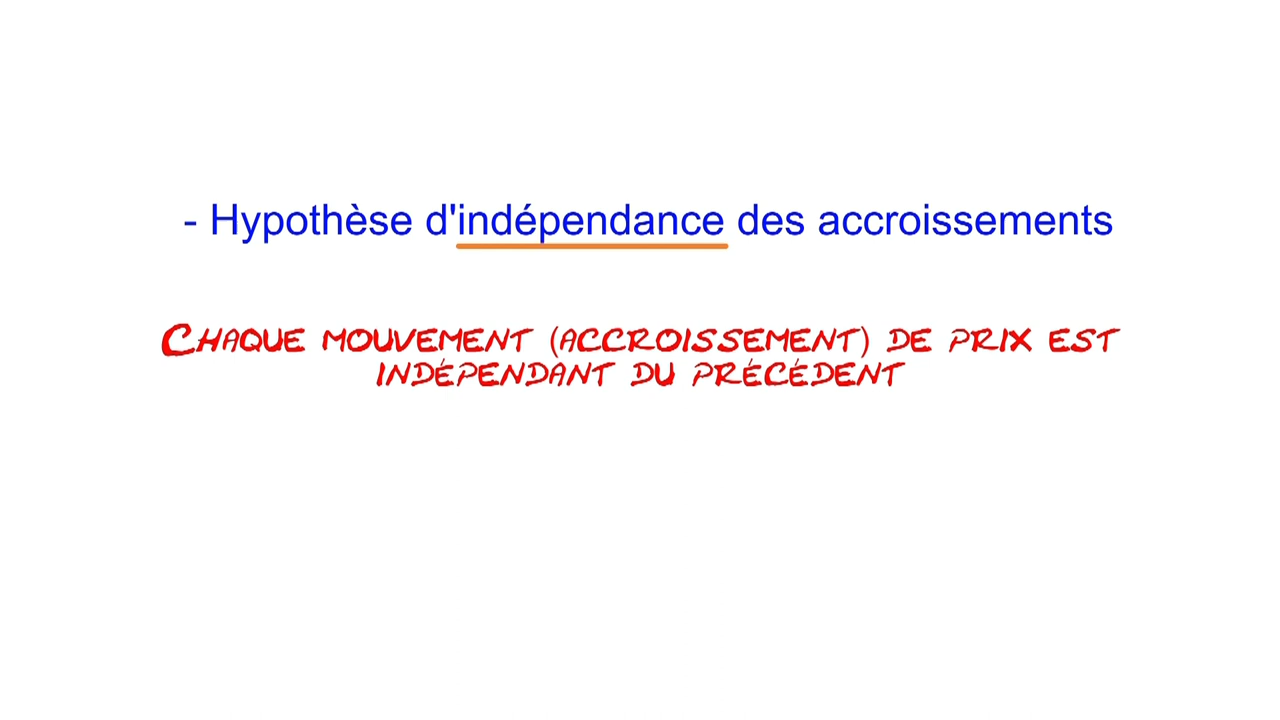 - Hypothèse d'indépendance des accroissements
Chaque mouvement (accroissement) de prix est
indépendant du précédent